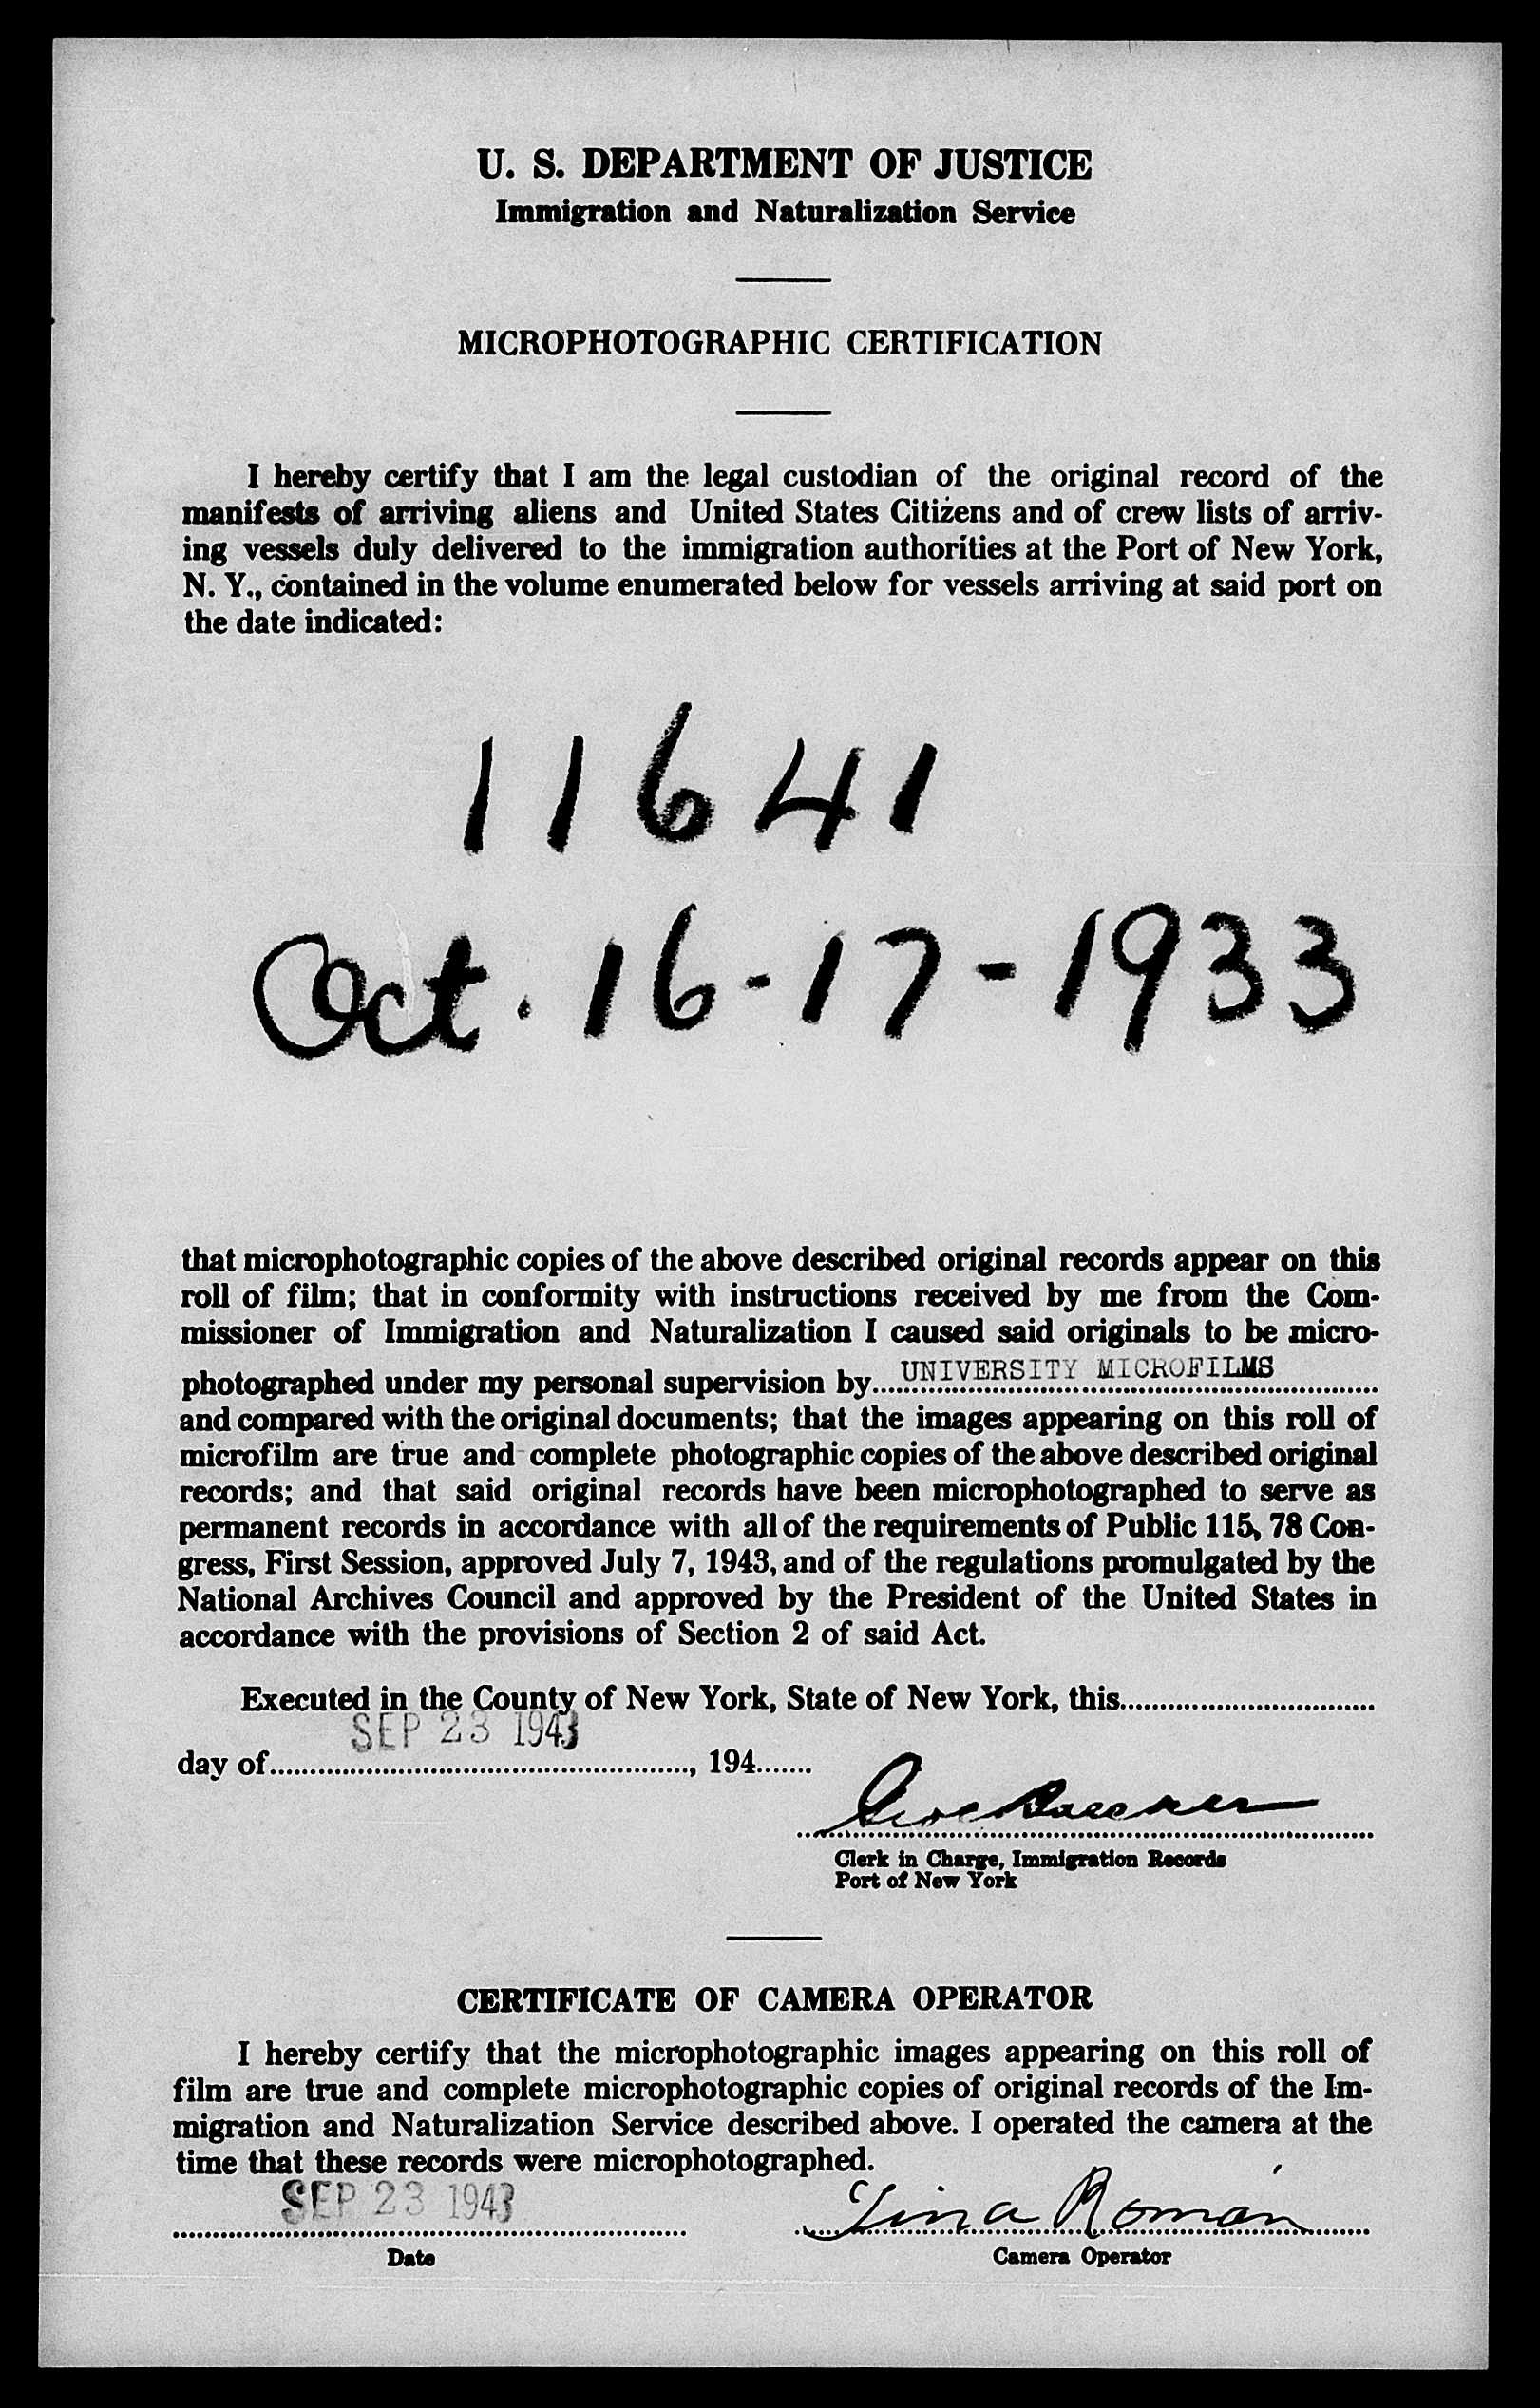 U. S. DEPARTMENT OF JUSTICE
Immigration and Naturalization Service
MICROPHOTOGRAPHIC CERTIFICATION
I hereby certify that I am the legal custodian of the original record of the
manifests of arriving aliens and United States Citizens and of crew lists of arriv-
ing vessels duly delivered to the immigration authorities at the Port of New York,
N. Y., contained in the volume enumerated below for vessels arriving at said port on
the date indicated:
11641
Oct. 16-17-1933
that microphotographic copies of the above described original records appear on this
roll of film; that in conformity with instructions received by me from the Com-
missioner of Immigration and Naturalization I caused said originals to be micro-
photographed under my personal supervision by UNIVERSITY MICROFILMS
and compared with the original documents; that the images appearing on this roll of
microfilm are true and complete photographic copies of the above described original
records; and that said original records have been microphotographed to serve as
permanent records in accordance with all of the requirements of Public 115, 78 Con-
gress, First Session, approved July 7, 1943, and of the regulations promulgated by the
National Archives Council and approved by the President of the United States in
accordance with the provisions of Section 2 of said Act.
Executed in the County of New York, State of New York, this
SEP 23 1943
day of, 194
Clerk in Charge, Immigration Records
Port of New York
CERTIFICATE OF CAMERA OPERATOR
I hereby certify that the microphotographic images appearing on this roll of
film are true and complete microphotographic copies of original records of the Im-
migration and Naturalization Service described above. I operated the camera at the
time that these records were microphotographed.
SEP 23 1943 Tina Roman
Date Camera Operator